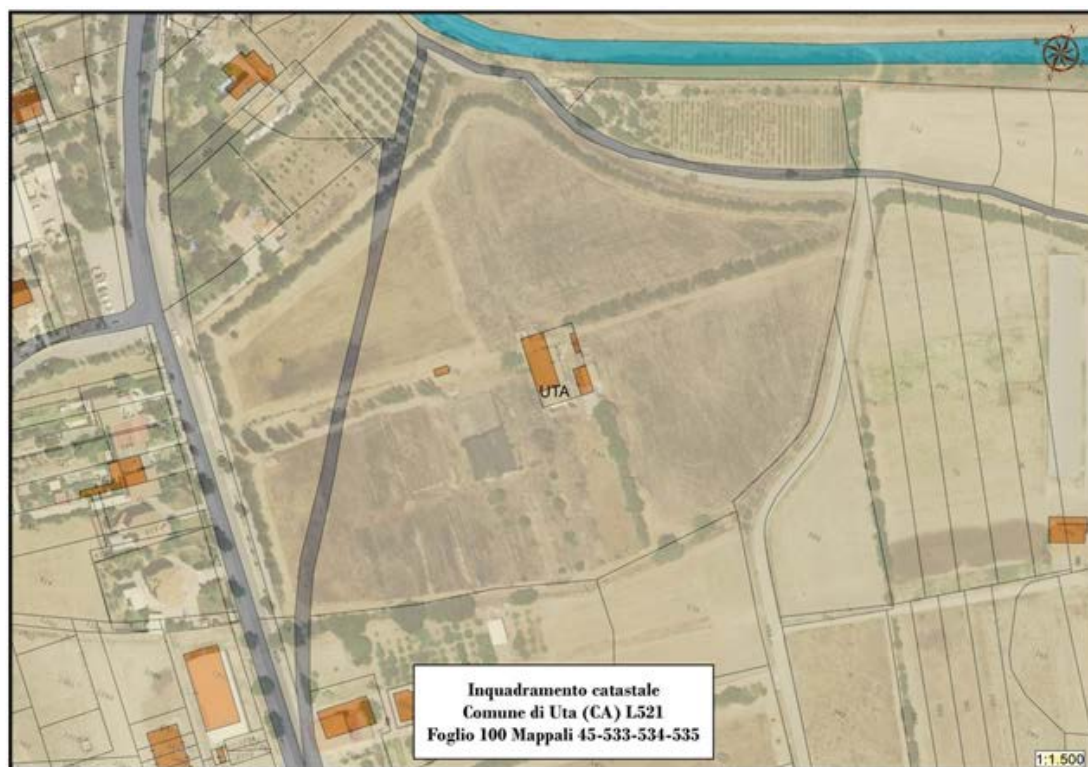 N
UTA
Inquadramento catastale
Comune di Uta (CA) L521
Foglio 100 Mappali 45-533-534-535
1:1.500